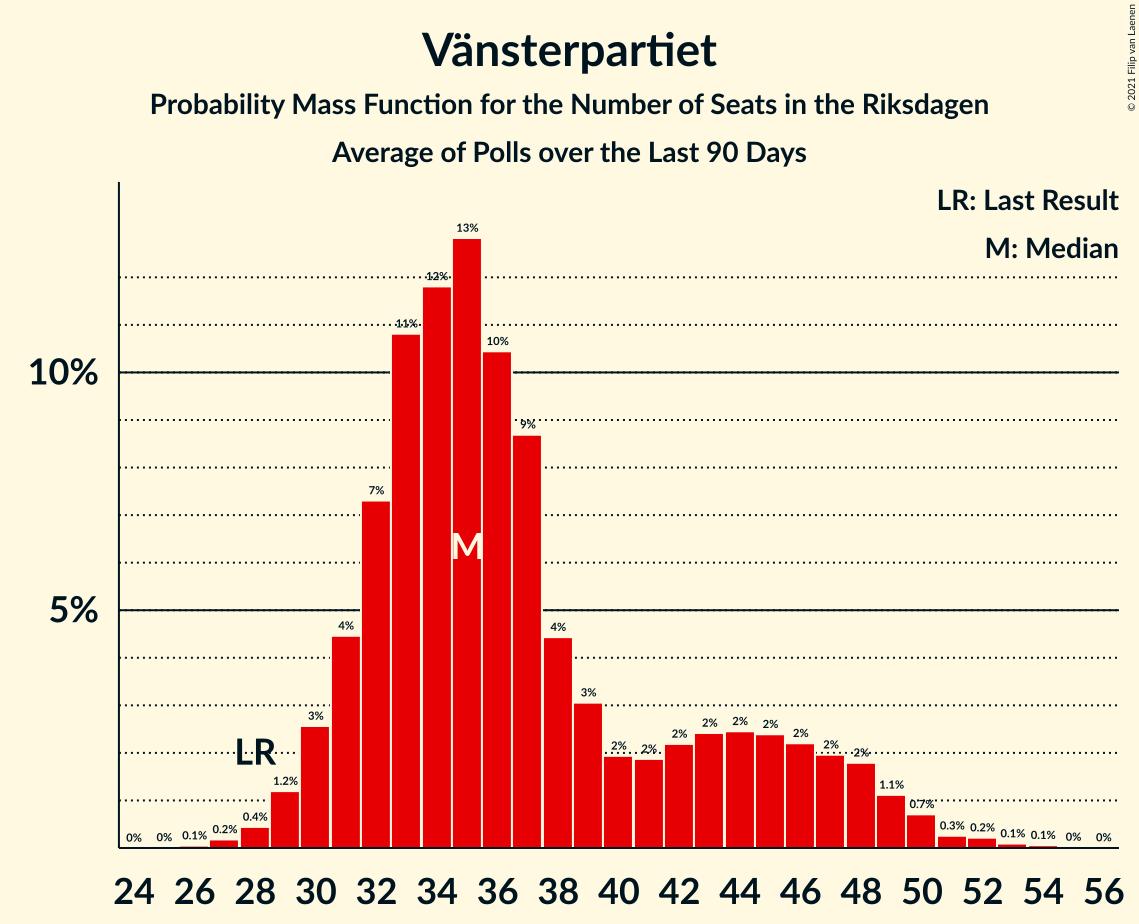 Vänsterpartiet
Probability Mass Function for the Number of Seats in the Riksdagen
Average of Polls over the Last 90 Days
© 2021 Filip van Laenen
LR: Last Result
M: Median
10%
5%
0% 0% 0.1% 0.2% 0.4% 1.2% 3% 4% 7% 11% 12% 13% 10% 9% 4% 3% 2% 2% 2% 2% 2% 2% 2% 2% 2% 1.1% 0.7% 0.3% 0.2% 0.1% 0.1% 0% 0%
LR
M
24 26 28 30 32 34 36 38 40 42 44 46 48 50 52 54 56